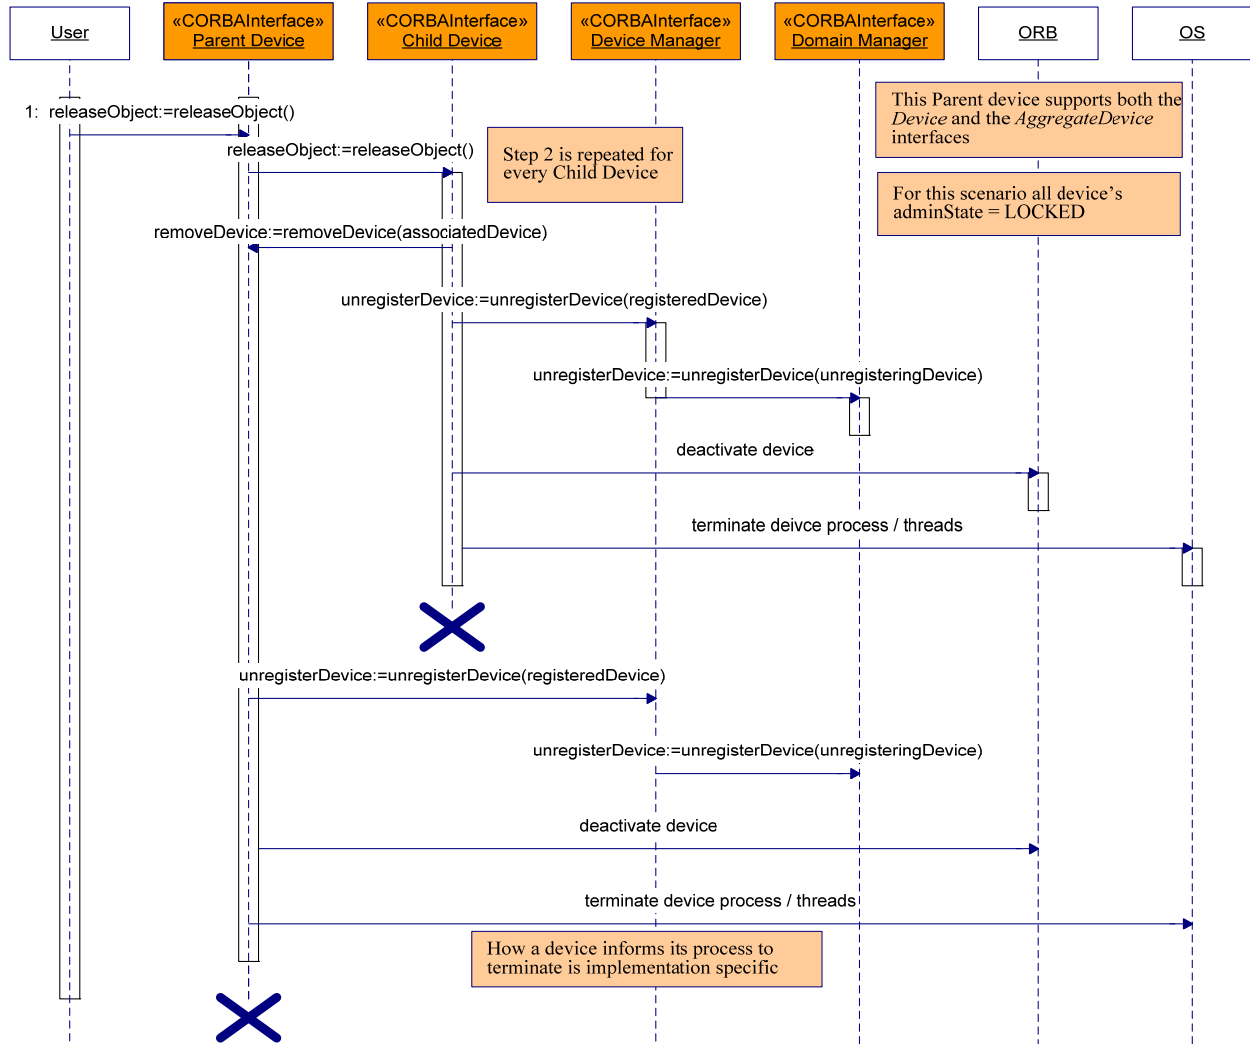 User
«CORBAInterface»
Parent Device
«CORBAInterface»
Child Device
«CORBAInterface»
Device Manager
«CORBAInterface»
Domain Manager
ORB
OS
This Parent device supports both the
Device and the AggregateDevice
interfaces
1: releaseObject:=releaseObject()
releaseObject:=releaseObject()
Step 2 is repeated for
every Child Device
For this scenario all device's
adminState = LOCKED
removeDevice:=removeDevice(associatedDevice)
unregisterDevice:=unregisterDevice(registeredDevice)
unregisterDevice:=unregisterDevice(unregisteringDevice)
deactivate device
terminate deivce process / threads
unregisterDevice:=unregisterDevice(registeredDevice)
unregisterDevice:=unregisterDevice(unregisteringDevice)
deactivate device
terminate device process / threads
How a device informs its process to
terminate is implementation specific